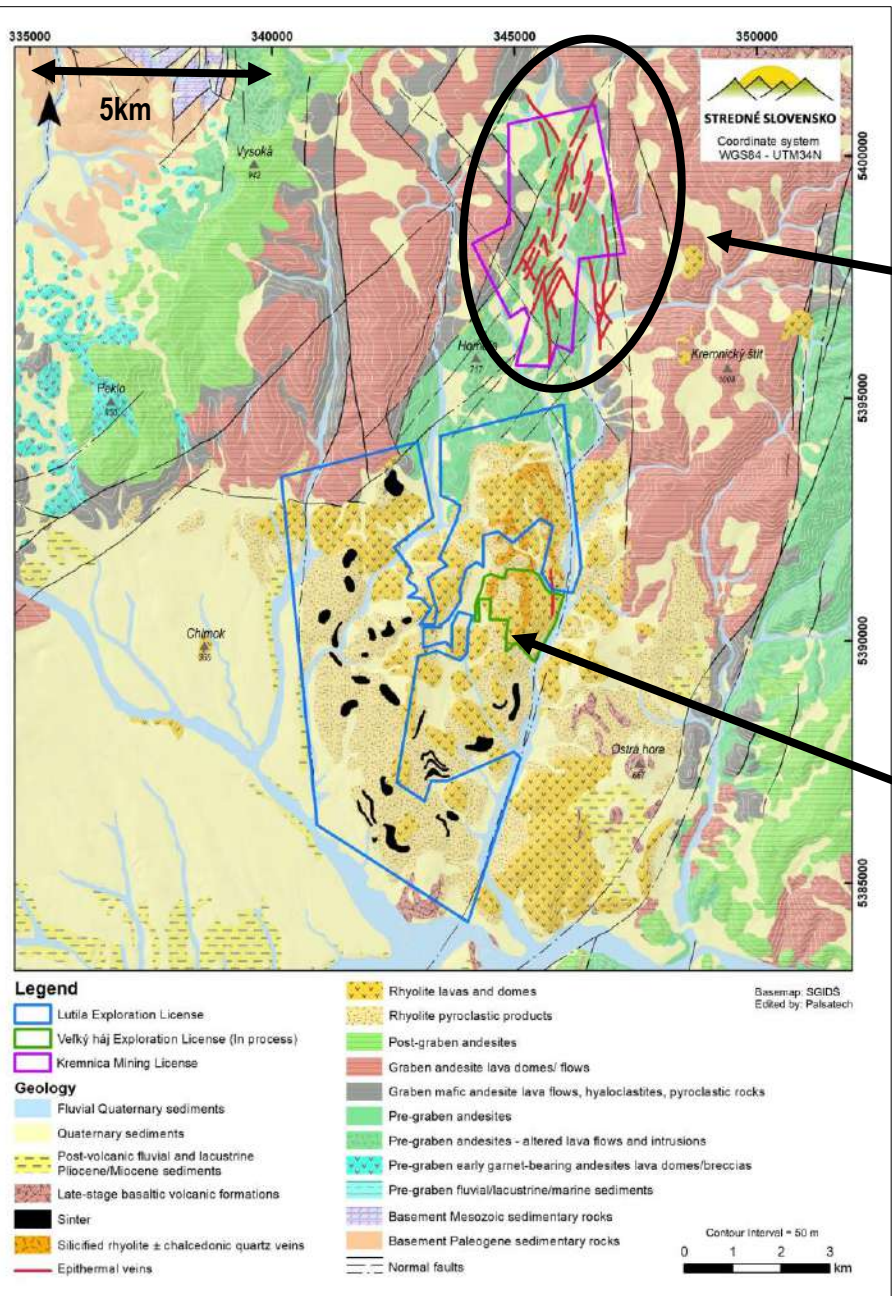 335000
340000
345000
350000
5km
STREDNÉ SLOVENSKO
Coordinate system
WGS84 - UTM34N
Vysoká
942
5400000
Kremnický štít
1008
717
Peklo
5395000
Chlmok
5390000
Ostrá hora
667
5385000
Legend
Lutila Exploration License
Veľký háj Exploration License (In process)
Kremnica Mining License
Geology
Fluvial Quaternary sediments
Quaternary sediments
Post-volcanic fluvial and lacustrine
Pliocene/Miocene sediments
Late-stage basaltic volcanic formations
Sinter
Silicified rhyolite ± chalcedonic quartz veins
Epithermal veins
Rhyolite lavas and domes
Rhyolite pyroclastic products
Post-graben andesites
Graben andesite lava domes/ flows
Graben mafic andesite lava flows, hyaloclastites, pyroclastic rocks
Pre-graben andesites
Pre-graben andesites - altered lava flows and intrusions
Pre-graben early garnet-bearing andesites lava domes/breccias
Pre-graben fluvial/lacustrine/marine sediments
Basement Mesozoic sedimentary rocks
Basement Paleogene sedimentary rocks
Normal faults
Basemap: SGIDŠ
Edited by: Palsatech
Contour Interval = 50 m
0 1 2 3
km